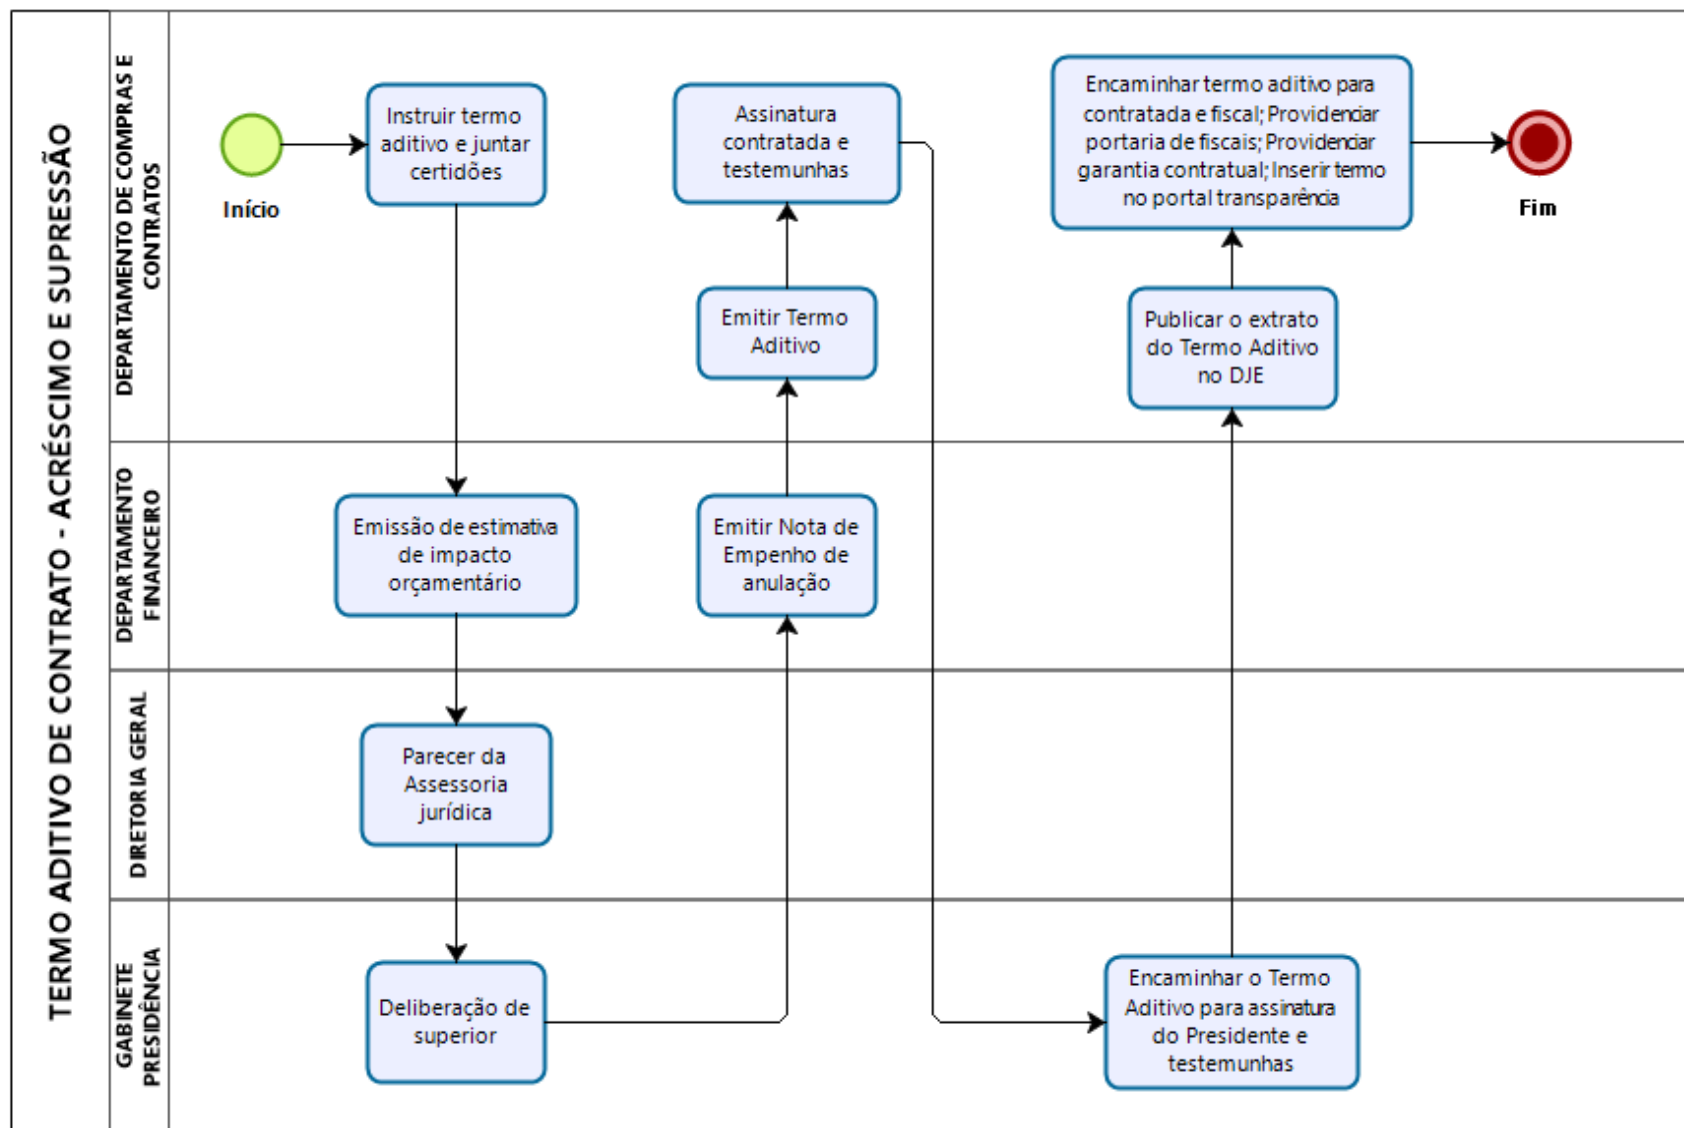 TERMO ADITIVO DE CONTRATO - ACRÉSCIMO E SUPRESSÃO
DEPARTAMENTO DE COMPRAS E
CONTRATOS
Início
Instruir termo
aditivo e juntar
certidões
Assinatura
contratada e
testemunhas
Encaminhar termo aditivo para
contratada e fiscal; Providenciar
portaria de fiscais; Providenciar
garantia contratual; Inserir termo
no portal transparência
Fim
Emitir Termo
Aditivo
Publicar o extrato
do Termo Aditivo
no DJE
DEPARTAMENTO
FINANCEIRO
Emissão de estimativa
de impacto
orçamentário
Emitir Nota de
Empenho de
anulação
DIRETORIA GERAL
Parecer da
Assessoria
jurídica
GABINETE
PRESIDÊNCIA
Deliberação de
superior
Encaminhar o Termo
Aditivo para assinatura
do Presidente e
testemunhas